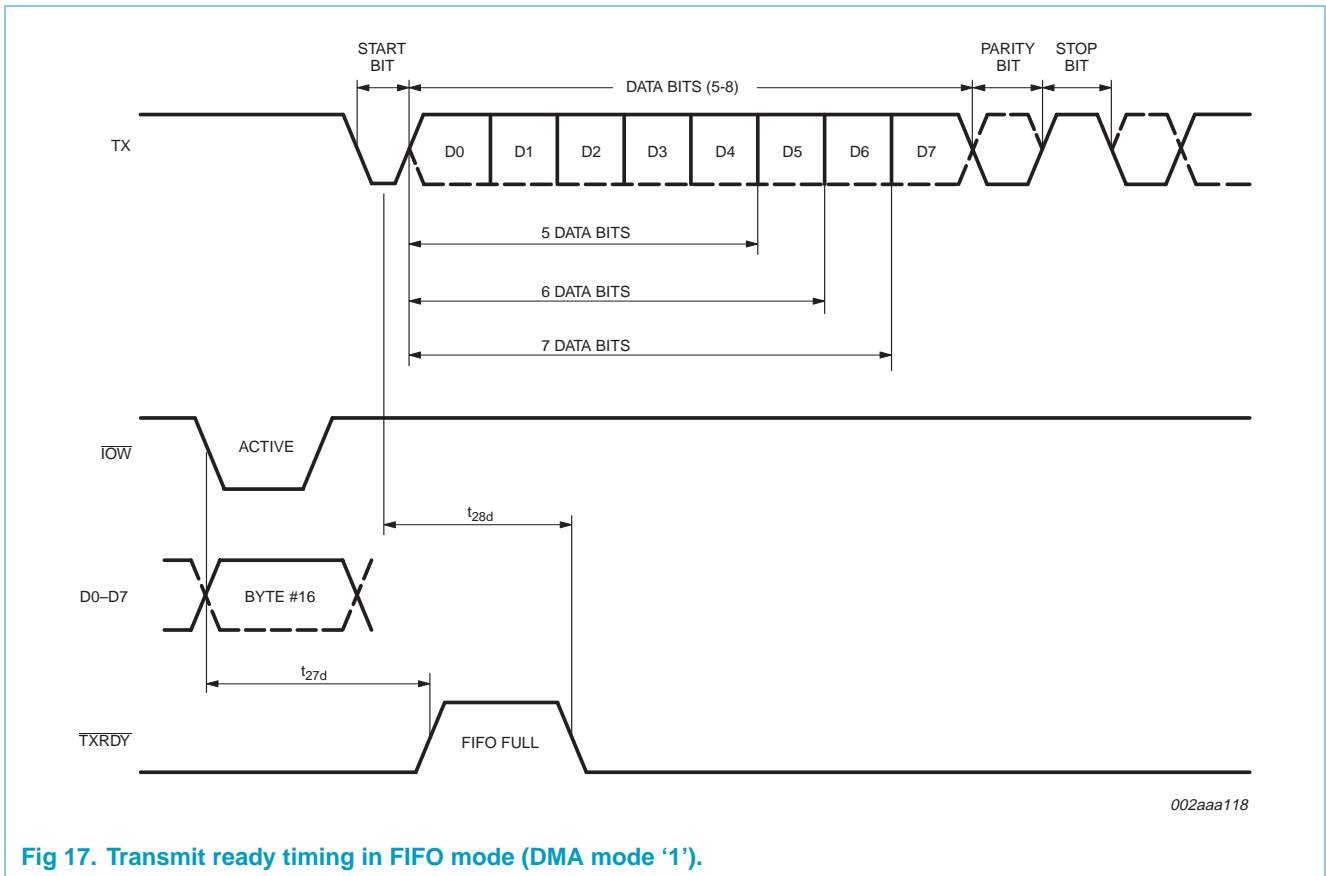 START
BIT
PARITY
BIT
STOP
BIT
DATA BITS (5-8)
TX
D0
D1
D2
D3
D4
D5
D6
D7
5 DATA BITS
6 DATA BITS
7 DATA BITS
IOW
ACTIVE
t28d
D0–D7
BYTE #16
t27d
TXRDY
FIFO FULL
002aaa118
Fig 17. Transmit ready timing in FIFO mode (DMA mode ‘1’).